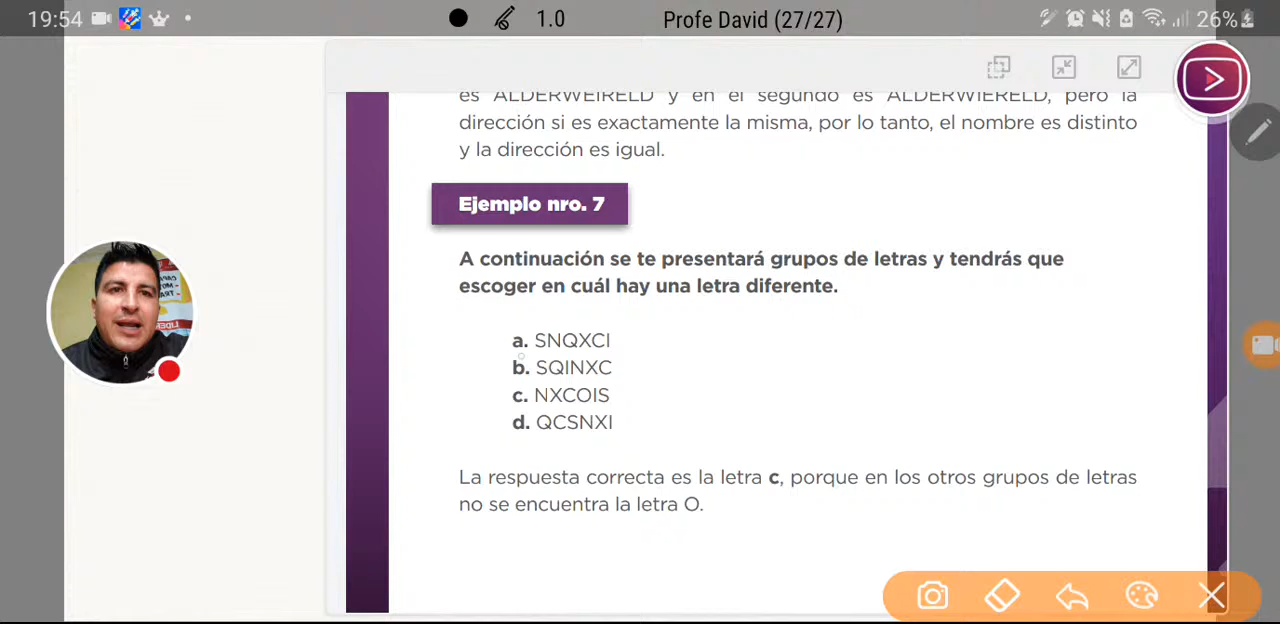 19:54
1.0
Profe David (27/27)
26%
es ALDERWEIRELD y en el segundo es ALDERWIERELD, pero la
dirección si es exactamente la misma, por lo tanto, el nombre es distinto
y la dirección es igual.
Ejemplo nro. 7
A continuación se te presentará grupos de letras y tendrás que
escoger en cuál hay una letra diferente.
a. SNQXCI
b. SQINXC
c. NXCOIS
d. QCSNXI
La respuesta correcta es la letra c, porque en los otros grupos de letras
no se encuentra la letra O.